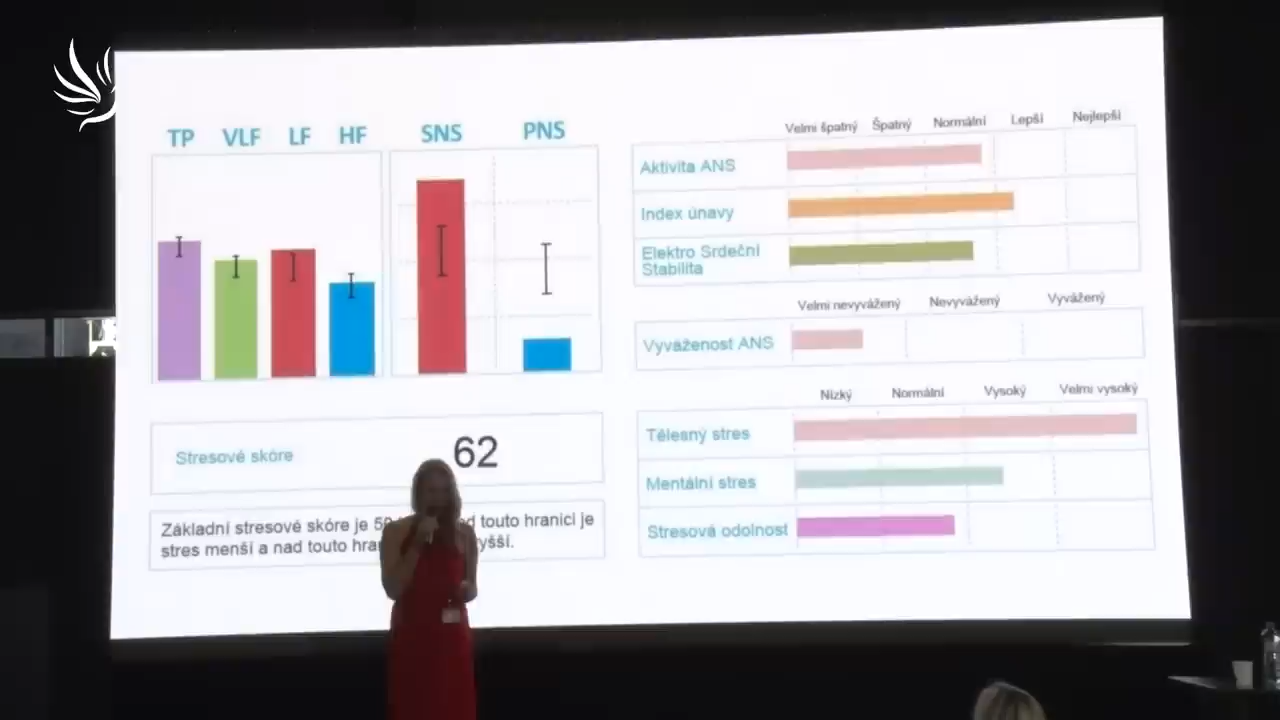 TP VLF LF HF SNS PNS
Stresové skóre 62
Základní stresové skóre je d touto hranicí je
stres menší a nad touto yšší.
Velmi špatný Špatný Normální Lepší Nejlepší
Aktivita ANS
Index únavy
Elektro Srdeční
Stabilita
Velmi nevyvážený Nevyvážený Vyvážený
Vyváženost ANS
Nízký Normální Vysoký Velmi vysoký
Tělesný stres
Mentální stres
Stresová odolnost